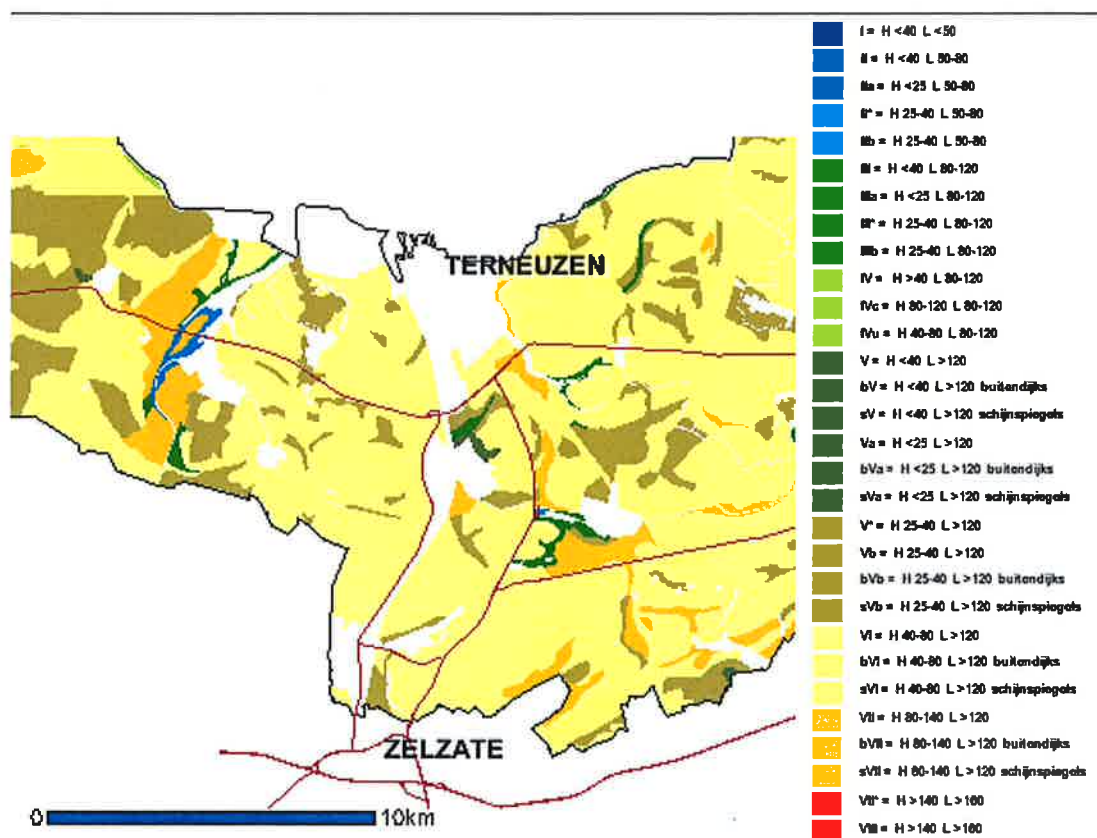 I = H <40 L <50
II = H <40 L 50-80
IIa = H <25 L 50-80
II* = H 25-40 L 50-80
IIb = H 25-40 L 50-80
III = H <40 L 80-120
IIIa = H <25 L 80-120
III* = H 25-40 L 80-120
IIIb = H 25-40 L 80-120
IV = H >40 L 80-120
IVc = H 80-120 L 80-120
IVu = H 40-80 L 80-120
V = H <40 L >120
bV = H <40 L >120 buitendijks
sV = H <40 L >120 schijnspiegels
Va = H <25 L >120
bVa = H <25 L >120 buitendijks
sVa = H <25 L >120 schijnspiegels
V* = H 25-40 L >120
Vb = H 25-40 L >120
bVb = H 25-40 L >120 buitendijks
sVb = H 25-40 L >120 schijnspiegels
VI = H 40-80 L >120
bVI = H 40-80 L >120 buitendijks
sVI = H 40-80 L >120 schijnspiegels
VII = H 80-140 L >120
bVII = H 80-140 L >120 buitendijks
sVII = H 80-140 L >120 schijnspiegels
VII* = H >140 L >160
VIII = H >140 L >160
TERNEUZEN
ZELZATE
0 10km